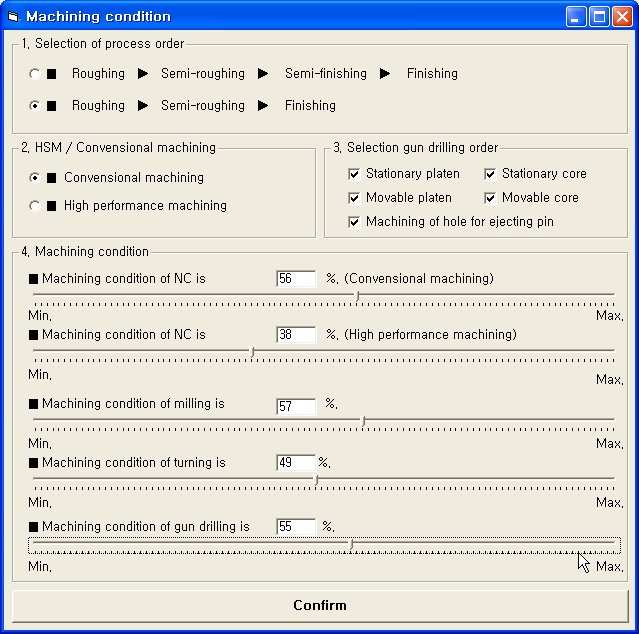 Machining condition
1. Selection of process order
Roughing ▶ Semi-roughing ▶ Semi-finishing ▶ Finishing
Roughing ▶ Semi-roughing ▶ Finishing
2. HSM / Convensional machining
Convensional machining
High performance machining
3. Selection gun drilling order
Stationary platen Stationary core
Movable platen Movable core
Machining of hole for ejecting pin
4. Machining condition
Machining condition of NC is 56 %. (Convensional machining)
Min. Max.
Machining condition of NC is 38 %. (High performance machining)
Min. Max.
Machining condition of milling is 57 %.
Min. Max.
Machining condition of turning is 49 %.
Min. Max.
Machining condition of gun drilling is 55 %.
Min. Max.
Confirm